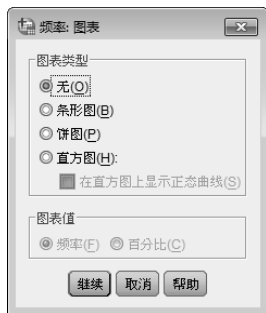 频率: 图表
图表类型
无(O)
条形图(B)
饼图(P)
直方图(H):
在直方图上显示正态曲线(S)
图表值
频率(F) 百分比(C)
继续 取消 帮助